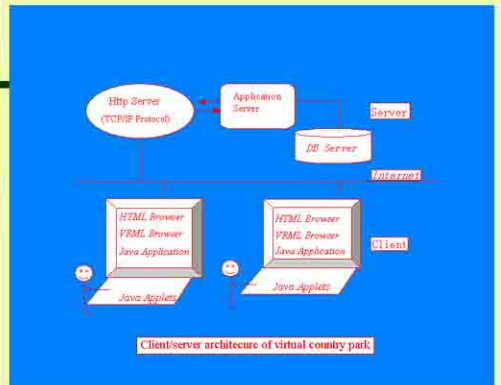 Http Server
(TCP/IP Protocol)
Application
Server
Server
DB Server
Internet
HTML Browser
VRML Browser
Java Application
Java Applets
HTML Browser
VRML Browser
Java Application
Java Applets
Client
Client/server architecure of virtual country park